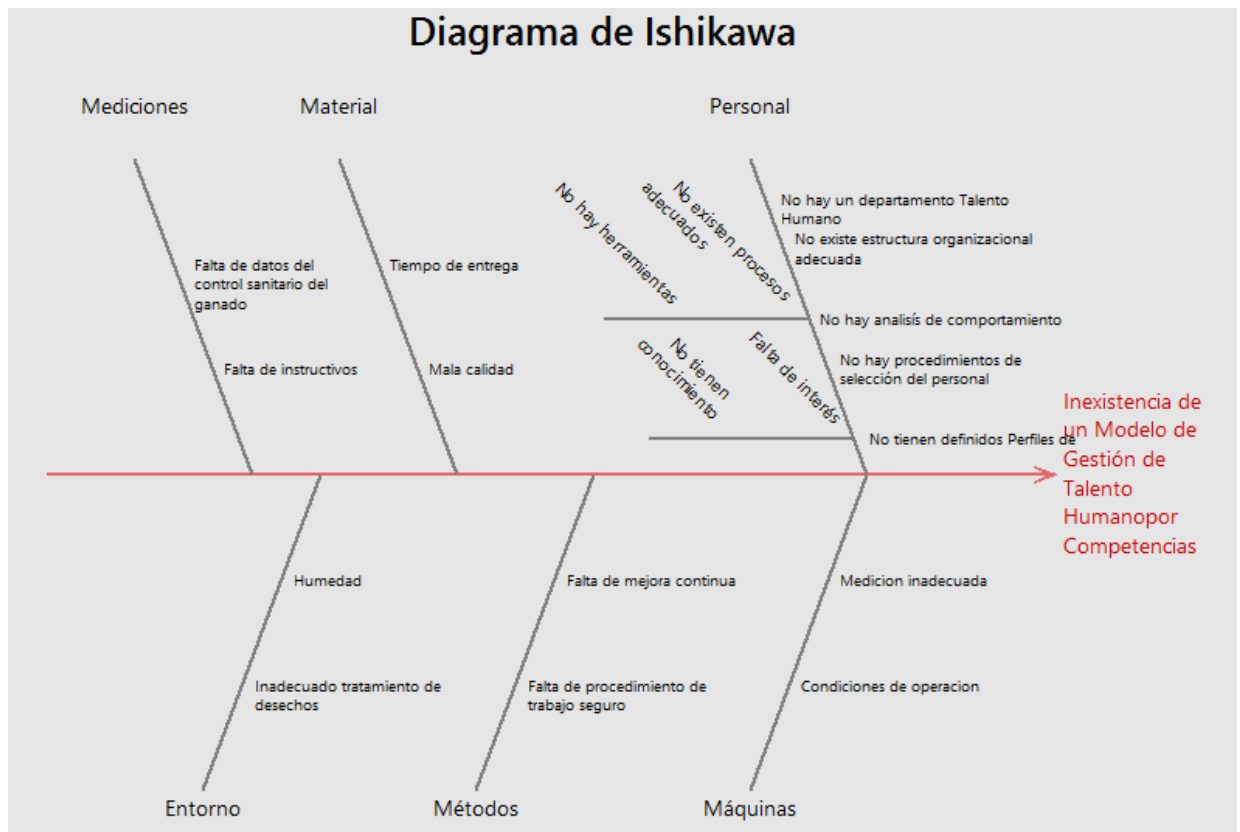 Diagrama de Ishikawa
Mediciones
Material
Personal
Falta de datos del
control sanitario del
ganado
Falta de instructivos
Tiempo de entrega
Mala calidad
No hay herramientas
No existen procesos
adecuados
No hay un departamento Talento
Humano
No existe estructura organizacional
adecuada
No hay analisís de comportamiento
No tienen
conocimiento
Falta de interés
No hay procedimientos de
selección del personal
No tienen definidos Perfiles de
Inexistencia de
un Modelo de
Gestión de
Talento
Humanopor
Competencias
Humedad
Inadecuado tratamiento de
desechos
Falta de mejora continua
Falta de procedimiento de
trabajo seguro
Medicion inadecuada
Condiciones de operacion
Entorno
Métodos
Máquinas